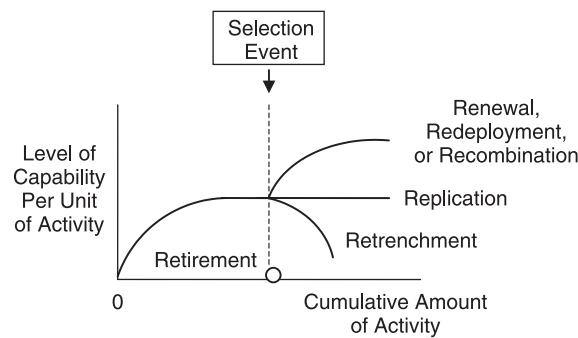 Selection
Event
Renewal,
Redeployment,
or Recombination
Level of
Capability
Per Unit
of Activity
Replication
Retrenchment
Retirement
0
Cumulative Amount
of Activity